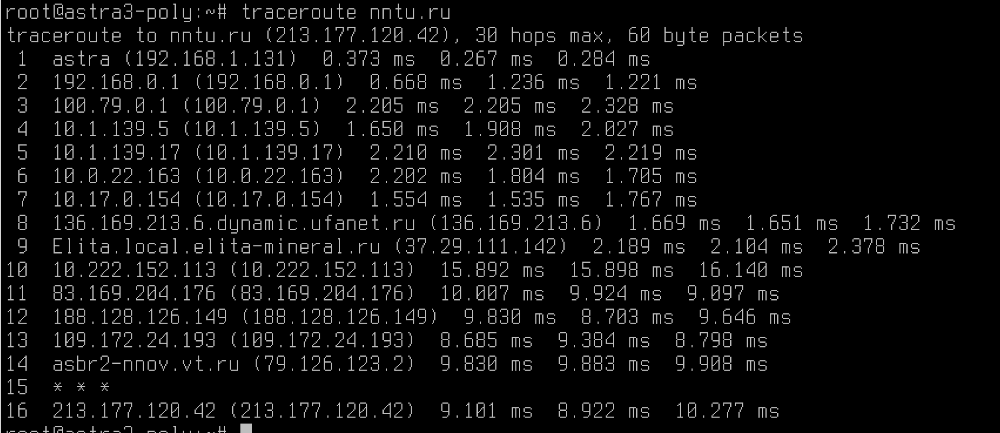 root@astra3-poly:~# traceroute nntu.ru
traceroute to nntu.ru (213.177.120.42), 30 hops max, 60 byte packets
1 astra (192.168.1.131) 0.373 ms 0.267 ms 0.284 ms
2 192.168.0.1 (192.168.0.1) 0.668 ms 1.236 ms 1.221 ms
3 100.79.0.1 (100.79.0.1) 2.205 ms 2.205 ms 2.328 ms
4 10.1.139.5 (10.1.139.5) 1.650 ms 1.908 ms 2.027 ms
5 10.1.139.17 (10.1.139.17) 2.210 ms 2.301 ms 2.219 ms
6 10.0.22.163 (10.0.22.163) 2.202 ms 1.804 ms 1.705 ms
7 10.17.0.154 (10.17.0.154) 1.554 ms 1.535 ms 1.767 ms
8 136.169.213.6.dynamic.ufanet.ru (136.169.213.6) 1.669 ms 1.651 ms 1.732 ms
9 Elita.local.elita-mineral.ru (37.29.111.142) 2.189 ms 2.104 ms 2.378 ms
10 10.222.152.113 (10.222.152.113) 15.892 ms 15.898 ms 16.140 ms
11 83.169.204.176 (83.169.204.176) 10.007 ms 9.924 ms 9.097 ms
12 188.128.126.149 (188.128.126.149) 9.830 ms 8.703 ms 9.646 ms
13 109.172.24.193 (109.172.24.193) 8.685 ms 9.384 ms 8.798 ms
14 asbr2-nnov.vt.ru (79.126.123.2) 9.830 ms 9.883 ms 9.908 ms
15 * * *
16 213.177.120.42 (213.177.120.42) 9.101 ms 8.922 ms 10.277 ms
root@astra3-poly:~#